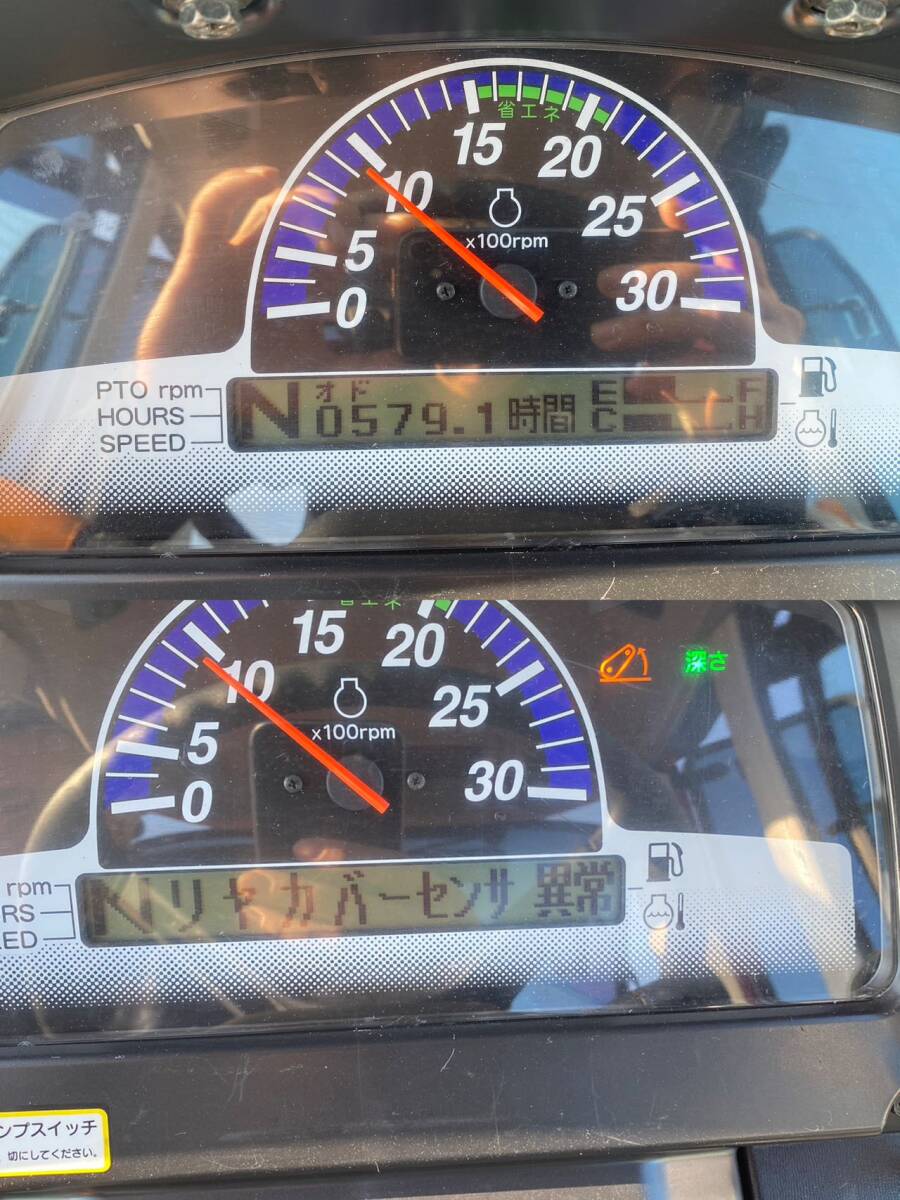 省エネ
0 5 10 15 20 25 30
x100rpm
PTO rpm
HOURS
SPEED
N オド 0579.1時間 E F
C H
省エネ
0 5 10 15 20 25 30
x100rpm
深さ
rpm
RS
ED
N リヤカバーセンサ 異常
ンプスイッチ
切にしてください。